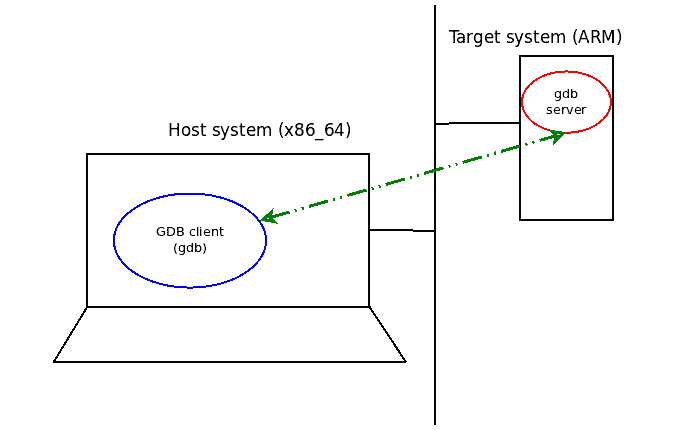 Target system (ARM)
gdb
server
Host system (x86_64)
GDB client
(gdb)